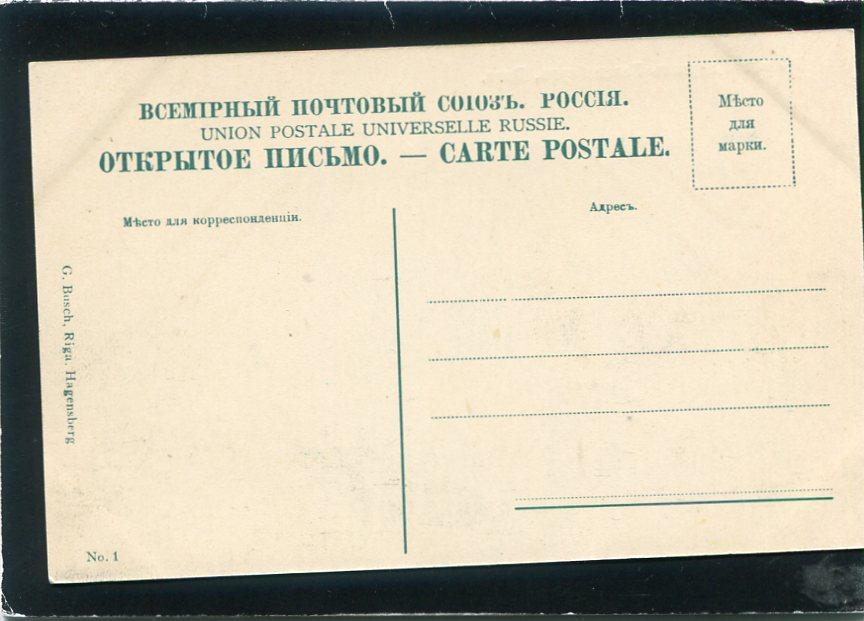 ВСЕМІРНЫЙ ПОЧТОВЫЙ СОЮЗЪ. РОССІЯ.
UNION POSTALE UNIVERSELLE RUSSIE.
ОТКРЫТОЕ ПИСЬМО. — CARTE POSTALE.
Мѣсто
для
марки.
Мѣсто для корреспонденціи.
Адресъ.
G. Busch, Riga, Hagensberg
No. 1